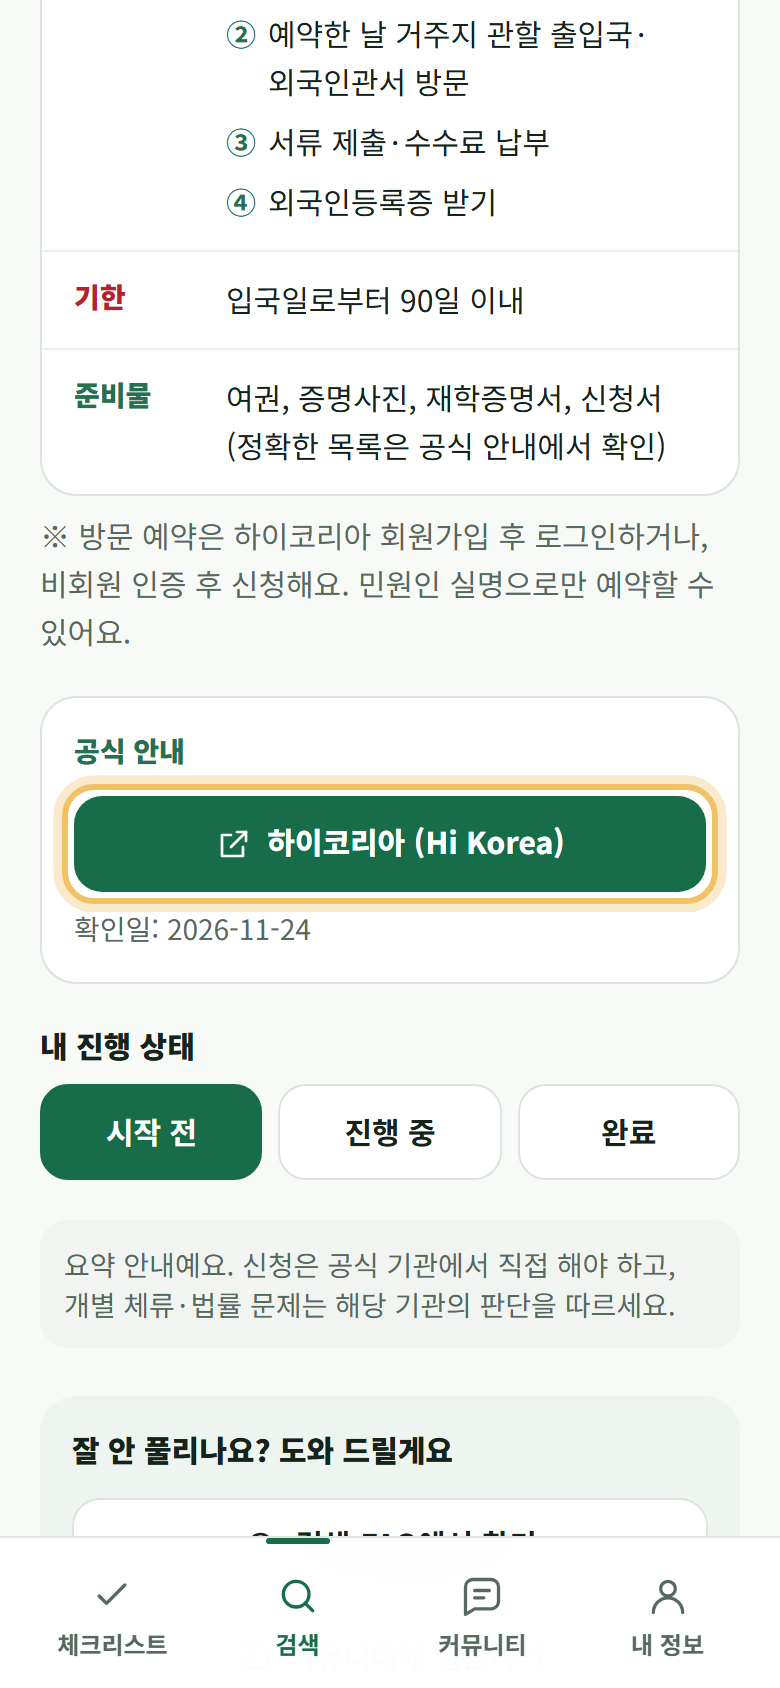 ② 예약한 날 거주지 관할 출입국·
외국인관서 방문
③ 서류 제출·수수료 납부
④ 외국인등록증 받기
기한
입국일로부터 90일 이내
준비물
여권, 증명사진, 재학증명서, 신청서
(정확한 목록은 공식 안내에서 확인)
※ 방문 예약은 하이코리아 회원가입 후 로그인하거나,
비회원 인증 후 신청해요. 민원인 실명으로만 예약할 수
있어요.
공식 안내
하이코리아 (Hi Korea)
확인일: 2026-11-24
내 진행 상태
시작 전
진행 중
완료
요약 안내예요. 신청은 공식 기관에서 직접 해야 하고,
개별 체류·법률 문제는 해당 기관의 판단을 따르세요.
잘 안 풀리나요? 도와 드릴게요
체크리스트
검색
커뮤니티
내 정보